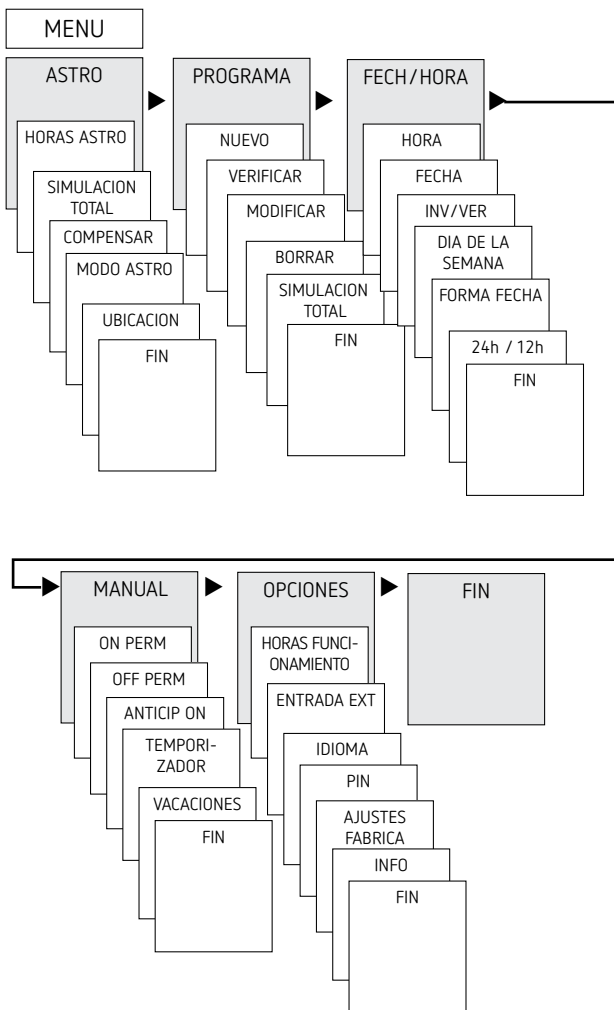 MENU
ASTRO
HORAS ASTRO
SIMULACION
TOTAL
COMPENSAR
MODO ASTRO
UBICACION
FIN
PROGRAMA
NUEVO
VERIFICAR
MODIFICAR
BORRAR
SIMULACION
TOTAL
FIN
FECH/HORA
HORA
FECHA
INV/VER
DIA DE LA
SEMANA
FORMA FECHA
24h / 12h
FIN
MANUAL
ON PERM
OFF PERM
ANTICIP ON
TEMPORI-
ZADOR
VACACIONES
FIN
OPCIONES
HORAS FUNCI-
ONAMIENTO
ENTRADA EXT
IDIOMA
PIN
AJUSTES
FABRICA
INFO
FIN
FIN